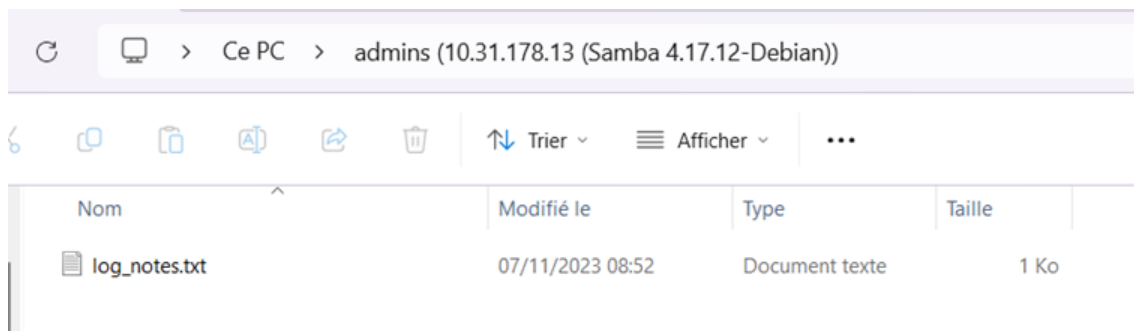 Ce PC > admins (10.31.178.13 (Samba 4.17.12-Debian))
Trier Afficher
Nom Modifié le Type Taille
log_notes.txt 07/11/2023 08:52 Document texte 1 Ko